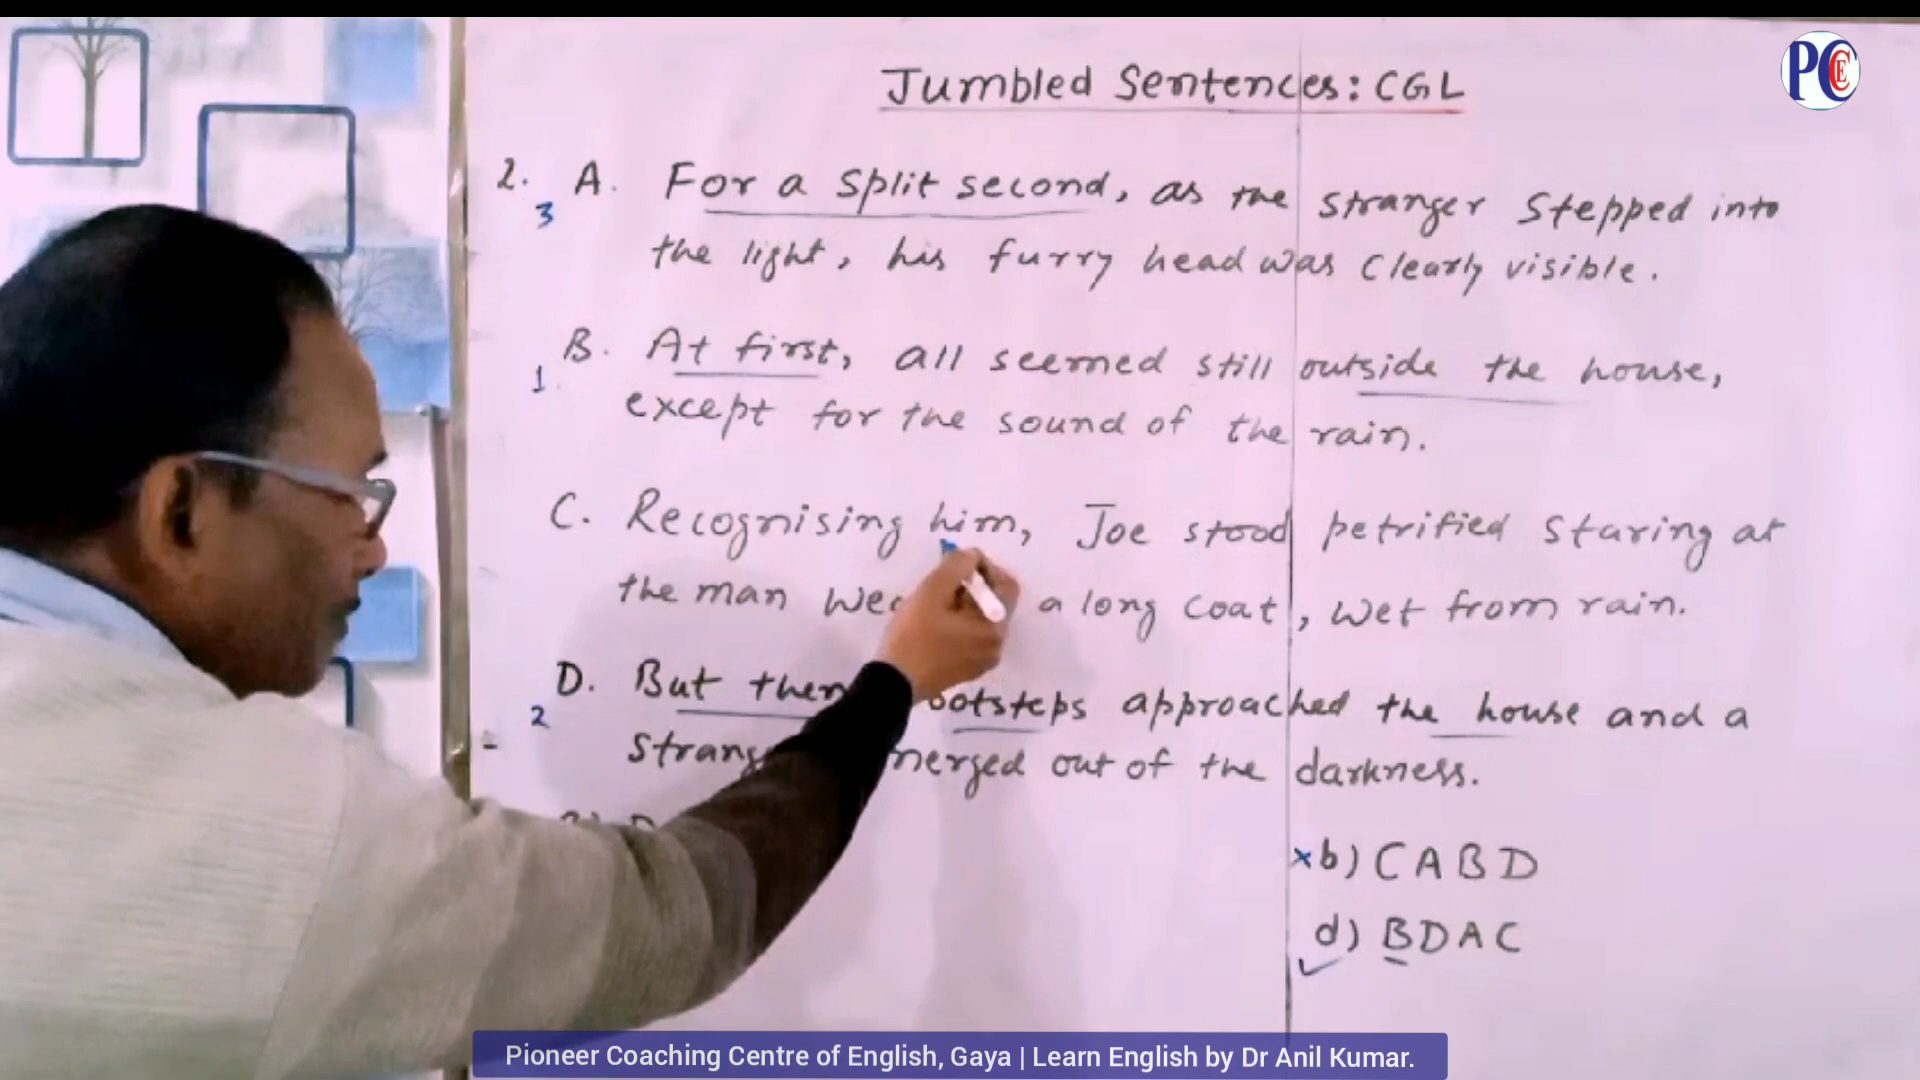 PCCE
Jumbled Sentences: CGL
2. A. For a split second, as the stranger stepped into
3
the light, his furry head was clearly visible.
B. At first, all seemed still outside the house,
1.
except for the sound of the rain.
C. Recognising him, Joe stood petrified staring at
the man a long coat, wet from rain.
D. But then approached the house and a
2
out of the darkness.
x b) CABD
d) BDAC
Pioneer Coaching Centre of English, Gaya | Learn English by Dr Anil Kumar.